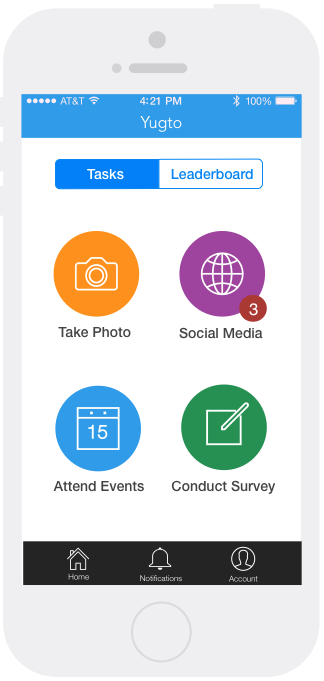 AT&T 4:21 PM 100%
Yugto
Tasks Leaderboard
3
Take Photo Social Media
15
Attend Events Conduct Survey
Home Notifications Account